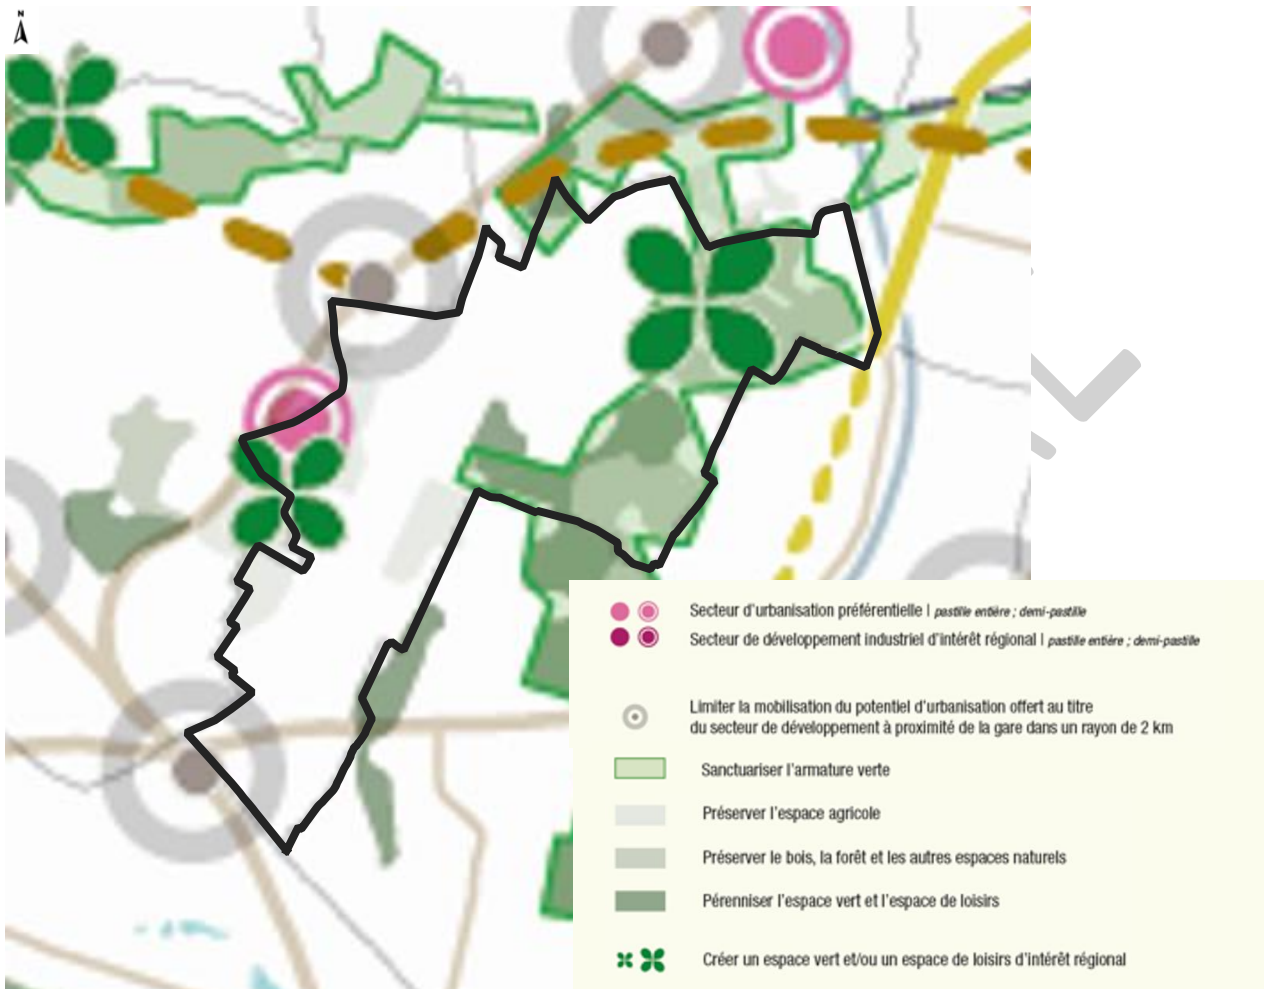 N
Secteur d'urbanisation préférentielle | pastille entière ; demi-pastille
Secteur de développement industriel d'intérêt régional | pastille entière ; demi-pastille
Limiter la mobilisation du potentiel d'urbanisation offert au titre
du secteur de développement à proximité de la gare dans un rayon de 2 km
Sanctuariser l'armature verte
Préserver l'espace agricole
Préserver le bois, la forêt et les autres espaces naturels
Pérenniser l'espace vert et l'espace de loisirs
Créer un espace vert et/ou un espace de loisirs d'intérêt régional